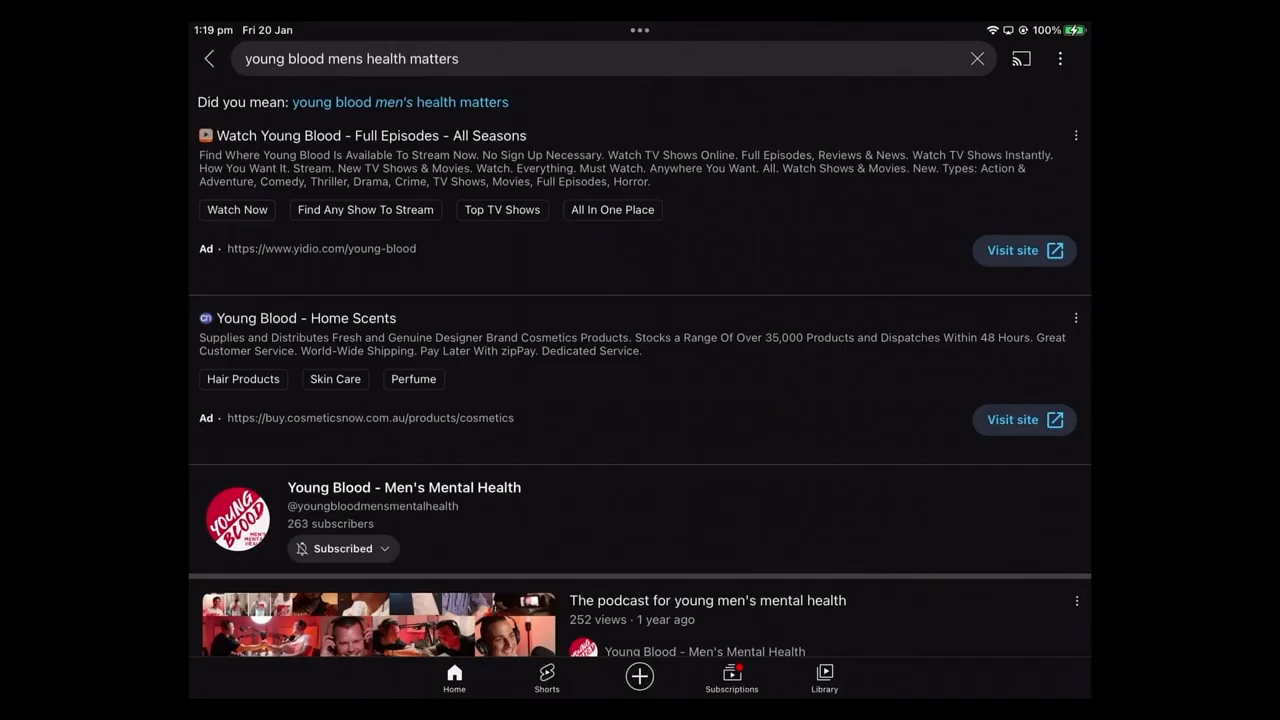 1:19 pm Fri 20 Jan
100%
young blood mens health matters
Did you mean: young blood men's health matters
Watch Young Blood - Full Episodes - All Seasons
Find Where Young Blood Is Available To Stream Now. No Sign Up Necessary. Watch TV Shows Online. Full Episodes, Reviews & News. Watch TV Shows Instantly.
How You Want It. Stream. New TV Shows & Movies. Watch. Everything. Must Watch. Anywhere You Want. All. Watch Shows & Movies. New. Types: Action &
Adventure, Comedy, Thriller, Drama, Crime, TV Shows, Movies, Full Episodes, Horror.
Watch Now Find Any Show To Stream Top TV Shows All In One Place
Ad · https://www.yidio.com/young-blood
Visit site
Young Blood - Home Scents
Supplies and Distributes Fresh and Genuine Designer Brand Cosmetics Products. Stocks a Range Of Over 35,000 Products and Dispatches Within 48 Hours. Great
Customer Service. World-Wide Shipping. Pay Later With zipPay. Dedicated Service.
Hair Products Skin Care Perfume
Ad · https://buy.cosmeticsnow.com.au/products/cosmetics
Visit site
YOUNG
BLOOD
MEN'S
Young Blood - Men's Mental Health
@youngbloodmensmentalhealth
263 subscribers
Subscribed
The podcast for young men's mental health
252 views · 1 year ago
Young Blood - Men's Mental Health
Home Shorts Subscriptions Library